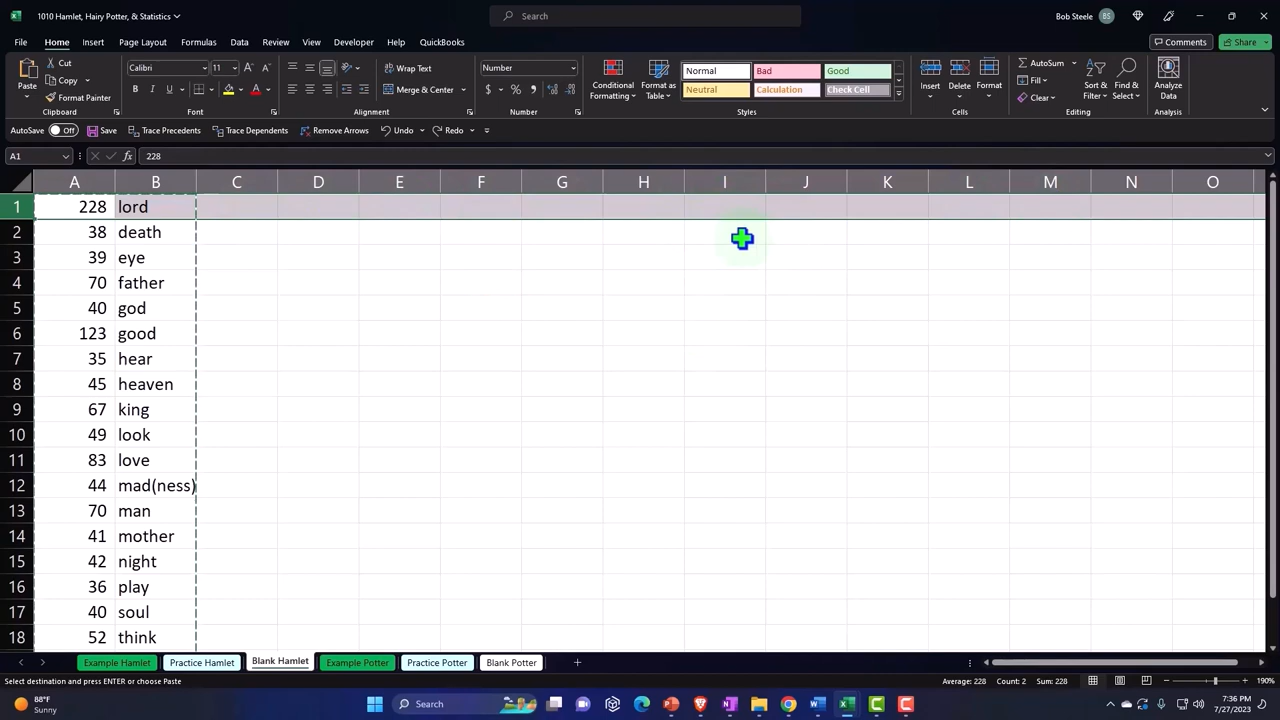 1010 Hamlet, Hairy Potter, & Statistics
Search
Bob Steele BS
File Home Insert Page Layout Formulas Data Review View Developer Help QuickBooks Comments Share
Paste Cut Copy Format Painter
Calibri 11
B I U A
Wrap Text
Merge & Center
Number
$ % ,
Conditional Formatting
Format as Table
Normal Bad Good
Neutral Calculation Check Cell
Insert Delete Format
AutoSum
Fill
Clear
Sort & Filter
Find & Select
Analyze Data
Clipboard Font Alignment Number Styles Cells Editing Analysis
AutoSave Off Save Trace Precedents Trace Dependents Remove Arrows Undo Redo
A1 fx 228
A B C D E F G H I J K L M N O
1 228 lord
2 38 death
3 39 eye
4 70 father
5 40 god
6 123 good
7 35 hear
8 45 heaven
9 67 king
10 49 look
11 83 love
12 44 mad(ness)
13 70 man
14 41 mother
15 42 night
16 36 play
17 40 soul
18 52 think
Example Hamlet Practice Hamlet Blank Hamlet Example Potter Practice Potter Blank Potter
Select destination and press ENTER or choose Paste Average: 228 Count: 2 Sum: 228 190%
88°F
Sunny
Search
7:36 PM
7/27/2023